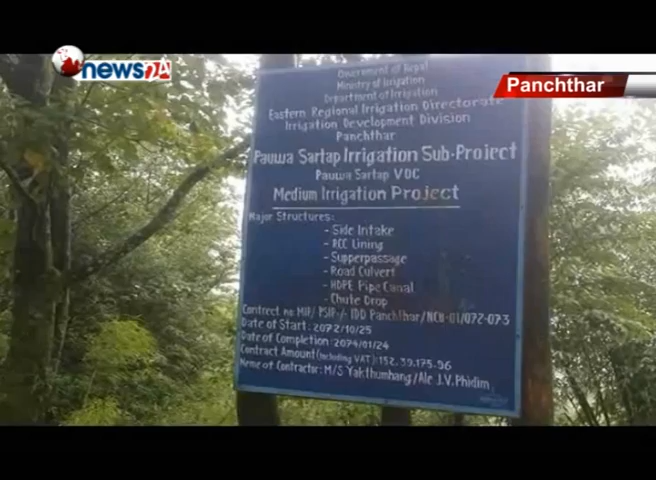 news24
Panchthar
Government of Nepal
Ministry of Irrigation
Department of Irrigation
Eastern Regional Irrigation Directorate
Irrigation Development Division
Panchthar
Pauwa Sartap Irrigation Sub-Project
Pauwa Sartap VDC
Medium Irrigation Project
Major Structures:
- Side Intake
- RCC Lining
- Supperpassage
- Road Culvert
- HDPE Pipe Canal
- Chute Drop
Contrect no MIP/ PSIP-/- IDD Panchthar/NCB-01/072-073
Date of Start: 2072/10/25
Date of Completion: 2074/01/24
Contract Amount (including VAT): 152,39,175.06
Neme of Contractor: M/S Yakthumhang/Ale J.V. Phidim